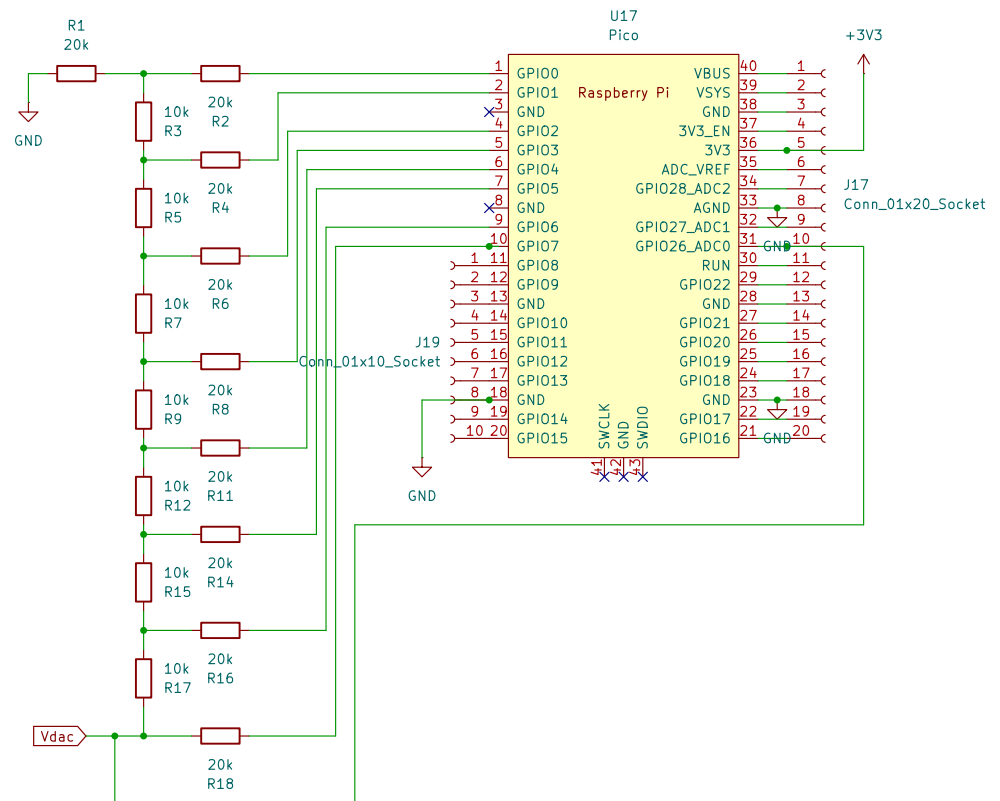 U17
Pico
R1
20k
+3V3
1 GPIO0 VBUS 40 1
2 GPIO1 Raspberry Pi VSYS 39 2
20k
R2
10k
R3
3 GND GND 38 3
GND
4 GPIO2 3V3_EN 37 4
5 GPIO3 3V3 36 5
6 GPIO4 ADC_VREF 35 6
7 GPIO5 GPIO28_ADC2 34 7
J17
Conn_01x20_Socket
20k
R4
10k
R5
8 GND AGND 33 8
9 GPIO6 GPIO27_ADC1 32 9
10 GPIO7 GPIO26_ADC0 31 10
GND
1 11 GPIO8 RUN 30 11
2 12 GPIO9 GPIO22 29 12
20k
R6
10k
R7
3 13 GND GND 28 13
4 14 GPIO10 GPIO21 27 14
J19
Conn_01x10_Socket
5 15 GPIO11 GPIO20 26 15
6 16 GPIO12 GPIO19 25 16
7 17 GPIO13 GPIO18 24 17
20k
R8
10k
R9
8 18 GND GND 23 18
9 19 GPIO14 GPIO17 22 19
10 20 GPIO15 GPIO16 21 20
GND
SWCLK
GND
SWDIO
41
42
43
GND
20k
R11
10k
R12
20k
R14
10k
R15
20k
R16
10k
R17
Vdac
20k
R18